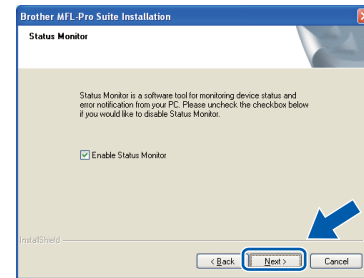 Brother MFL-Pro Suite Installation
Status Monitor
Status Monitor is a software tool for monitoring device status and
error notification from your PC. Please uncheck the checkbox below
if you would like to disable Status Monitor.
Enable Status Monitor
InstallShield
< Back
Next >
Cancel